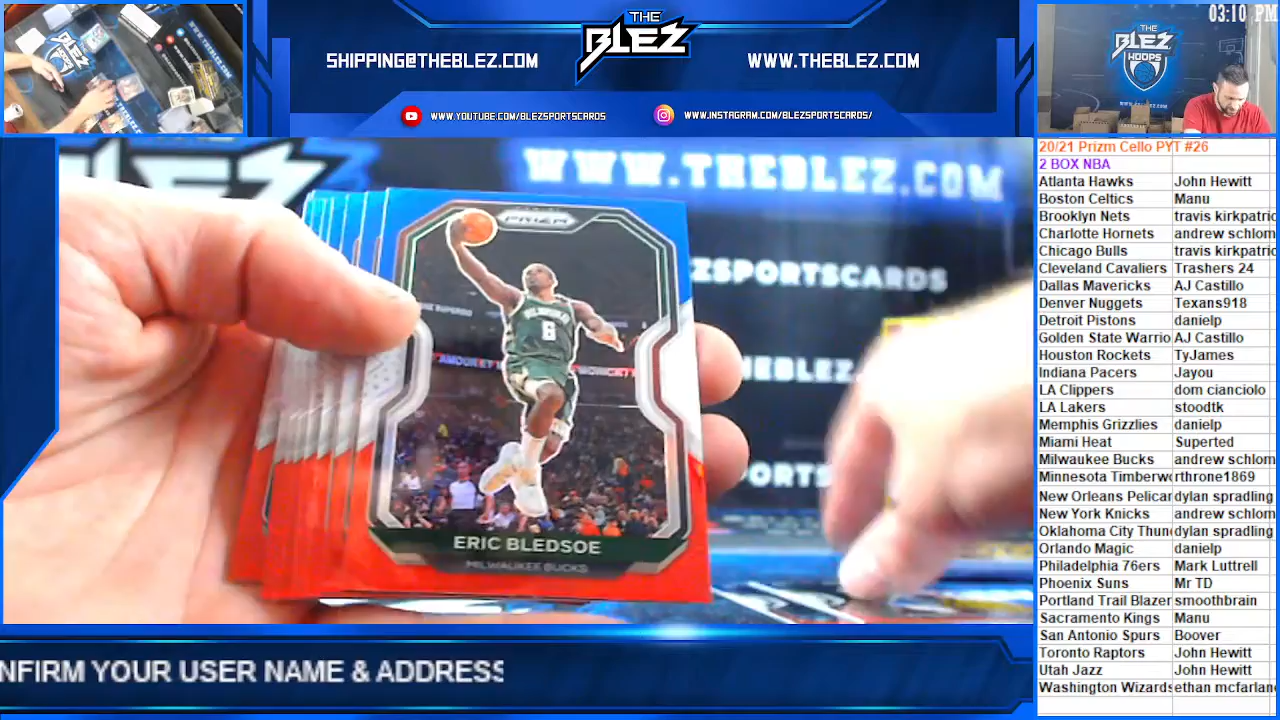 03:10 PM
THE
BLEZ
SHIPPING@THEBLEZ.COM
WWW.THEBLEZ.COM
WWW.YOUTUBE.COM/BLEZSPORTSCARDS
WWW.INSTAGRAM.COM/BLEZSPORTSCARDS/
THE
BLEZ
HOOPS
WWW.THEBLEZ.COM
ZSPORTSCARDS
HEBLEZ
PORTS
PRIZM
6
ERIC BLEDSOE
MILWAUKEE BUCKS
NFIRM YOUR USER NAME & ADDRESS
20/21 Prizm Cello PYT #26
2 BOX NBA
Atlanta Hawks John Hewitt
Boston Celtics Manu
Brooklyn Nets travis kirkpatric
Charlotte Hornets andrew schlom
Chicago Bulls travis kirkpatric
Cleveland Cavaliers Trashers 24
Dallas Mavericks AJ Castillo
Denver Nuggets Texans918
Detroit Pistons danielp
Golden State Warrio AJ Castillo
Houston Rockets TyJames
Indiana Pacers Jayou
LA Clippers dom cianciolo
LA Lakers stoodtk
Memphis Grizzlies danielp
Miami Heat Superted
Milwaukee Bucks andrew schlom
Minnesota Timberwo rthrone1869
New Orleans Pelican dylan spradling
New York Knicks andrew schlom
Oklahoma City Thund dylan spradling
Orlando Magic danielp
Philadelphia 76ers Mark Luttrell
Phoenix Suns Mr TD
Portland Trail Blazer smoothbrain
Sacramento Kings Manu
San Antonio Spurs Boover
Toronto Raptors John Hewitt
Utah Jazz John Hewitt
Washington Wizards ethan mcfarland